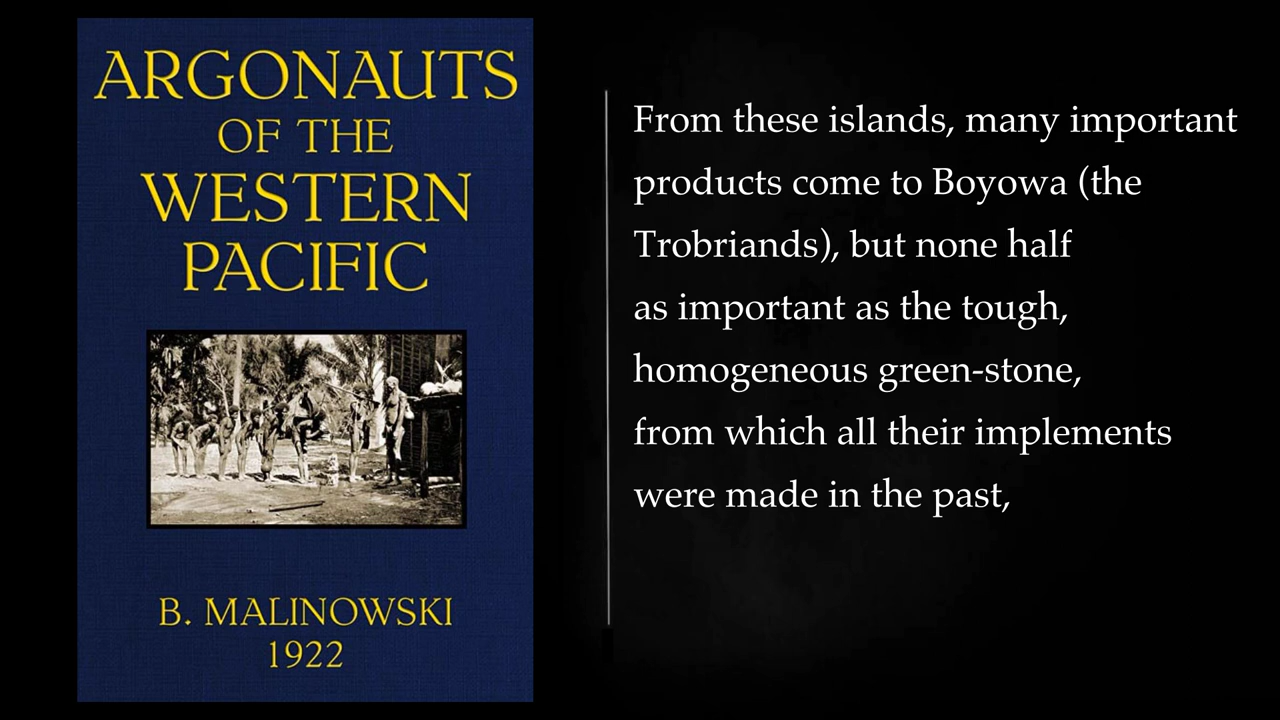 ARGONAUTS
OF THE
WESTERN
PACIFIC
B. MALINOWSKI
1922
From these islands, many important
products come to Boyowa (the
Trobriands), but none half
as important as the tough,
homogeneous green-stone,
from which all their implements
were made in the past,